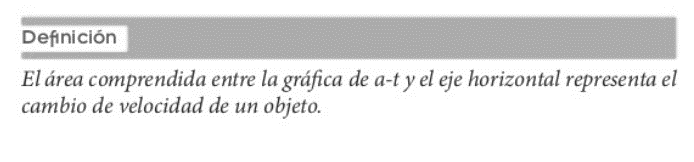 Definición
El área comprendida entre la gráfica de a-t y el eje horizontal representa el
cambio de velocidad de un objeto.